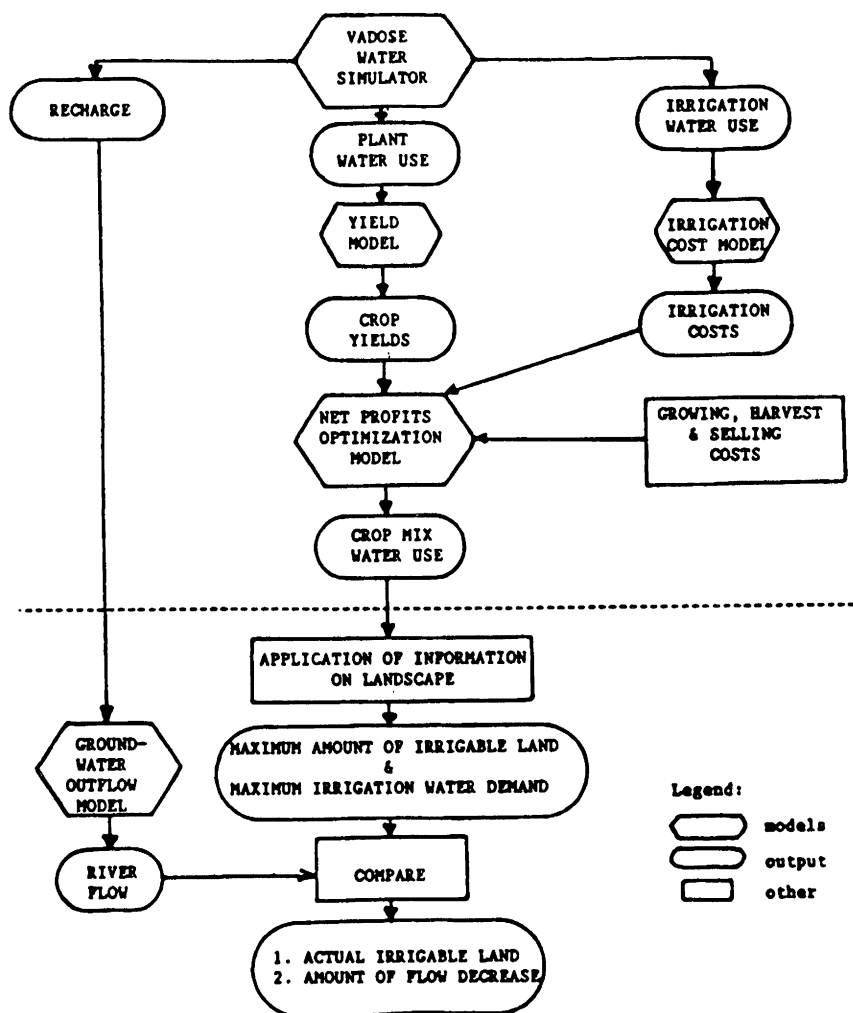 VADOSE
WATER
SIMULATOR
RECHARGE
PLANT
WATER USE
IRRIGATION
WATER USE
YIELD
MODEL
IRRIGATION
COST MODEL
CROP
YIELDS
IRRIGATION
COSTS
NET PROFITS
OPTIMIZATION
MODEL
GROWING, HARVEST
& SELLING
COSTS
CROP MIX
WATER USE
APPLICATION OF INFORMATION
ON LANDSCAPE
GROUND-
WATER
OUTFLOW
MODEL
MAXIMUM AMOUNT OF IRRIGABLE LAND
&
MAXIMUM IRRIGATION WATER DEMAND
RIVER
FLOW
COMPARE
1. ACTUAL IRRIGABLE LAND
2. AMOUNT OF FLOW DECREASE
Legend:
models
output
other